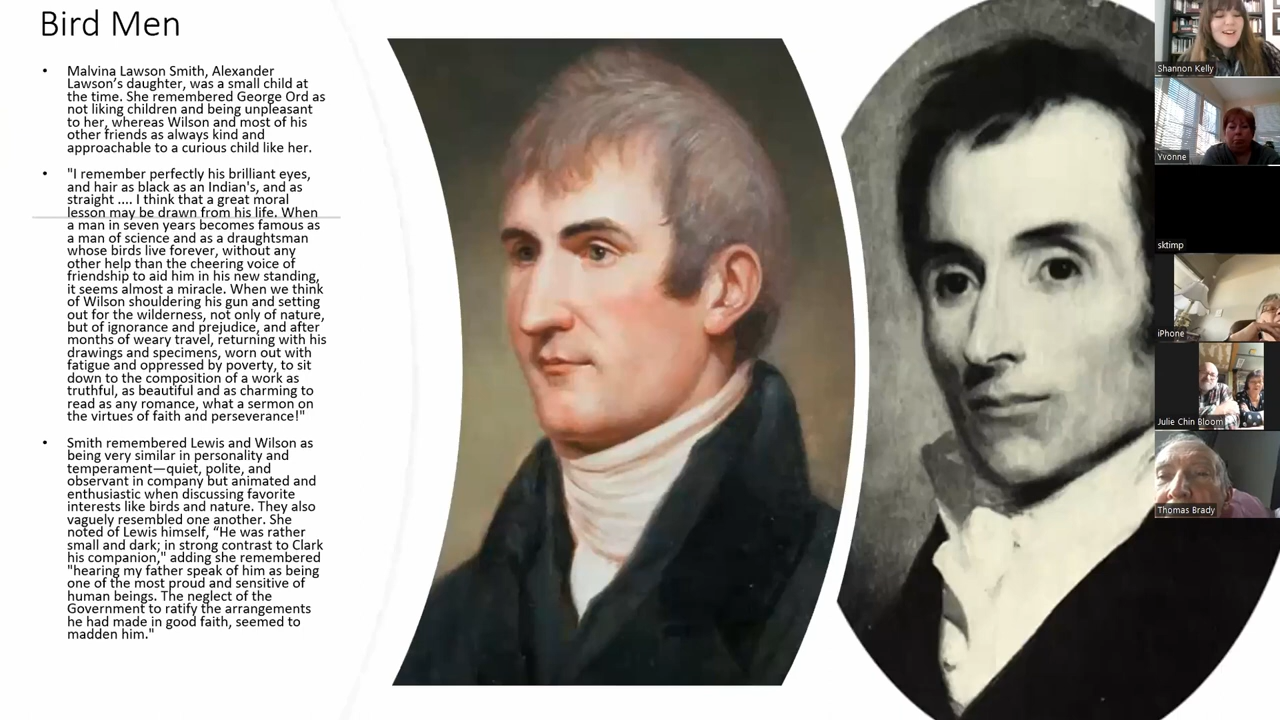 Bird Men
• Malvina Lawson Smith, Alexander
Lawson's daughter, was a small child at
the time. She remembered George Ord as
not liking children and being unpleasant
to her, whereas Wilson and most of his
other friends as always kind and
approachable to a curious child like her.
• "I remember perfectly his brilliant eyes,
and hair as black as an Indian's, and as
straight .... I think that a great moral
lesson may be drawn from his life. When
a man in seven years becomes famous as
a man of science and as a draughtsman
whose birds live forever, without any
other help than the cheering voice of
friendship to aid him in his new standing,
it seems almost a miracle. When we think
of Wilson shouldering his gun and setting
out for the wilderness, not only of nature,
but of ignorance and prejudice, and after
months of weary travel, returning with his
drawings and specimens, worn out with
fatigue and oppressed by poverty, to sit
down to the composition of a work as
truthful, as beautiful and as charming to
read as any romance, what a sermon on
the virtues of faith and perseverance!"
• Smith remembered Lewis and Wilson as
being very similar in personality and
temperament—quiet, polite, and
observant in company but animated and
enthusiastic when discussing favorite
interests like birds and nature. They also
vaguely resembled one another. She
noted of Lewis himself, “He was rather
small and dark; in strong contrast to Clark
his companion," adding she remembered
"hearing my father speak of him as being
one of the most proud and sensitive of
human beings. The neglect of the
Government to ratify the arrangements
he had made in good faith, seemed to
madden him."
Shannon Kelly
Yvonne
sktimp
iPhone
Julie Chin Bloom
Thomas Brady